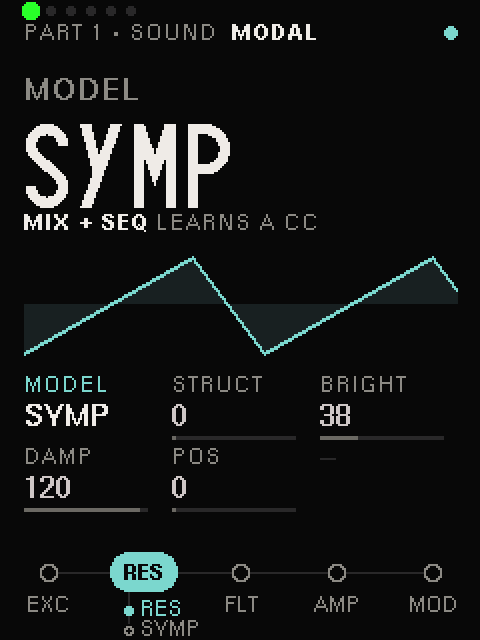 PART 1 · SOUND MODAL
MODEL
SYMP
MIX + SEQ LEARNS A CC
MODEL STRUCT BRIGHT
SYMP 0 38
DAMP POS —
120 0
RES
EXC RES FLT AMP MOD
SYMP